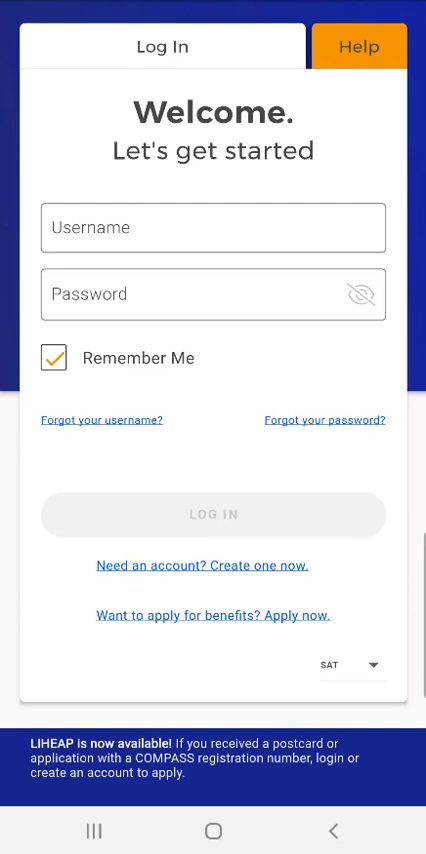 Log In
Help
Welcome.
Let's get started
Username
Password
Remember Me
Forgot your username?
Forgot your password?
LOG IN
Need an account? Create one now.
Want to apply for benefits? Apply now.
SAT
LIHEAP is now available! If you received a postcard or
application with a COMPASS registration number, login or
create an account to apply.